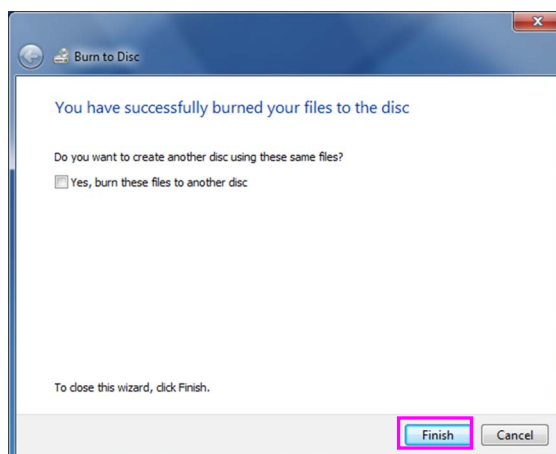 Burn to Disc
You have successfully burned your files to the disc
Do you want to create another disc using these same files?
Yes, burn these files to another disc
To close this wizard, click Finish.
Finish Cancel